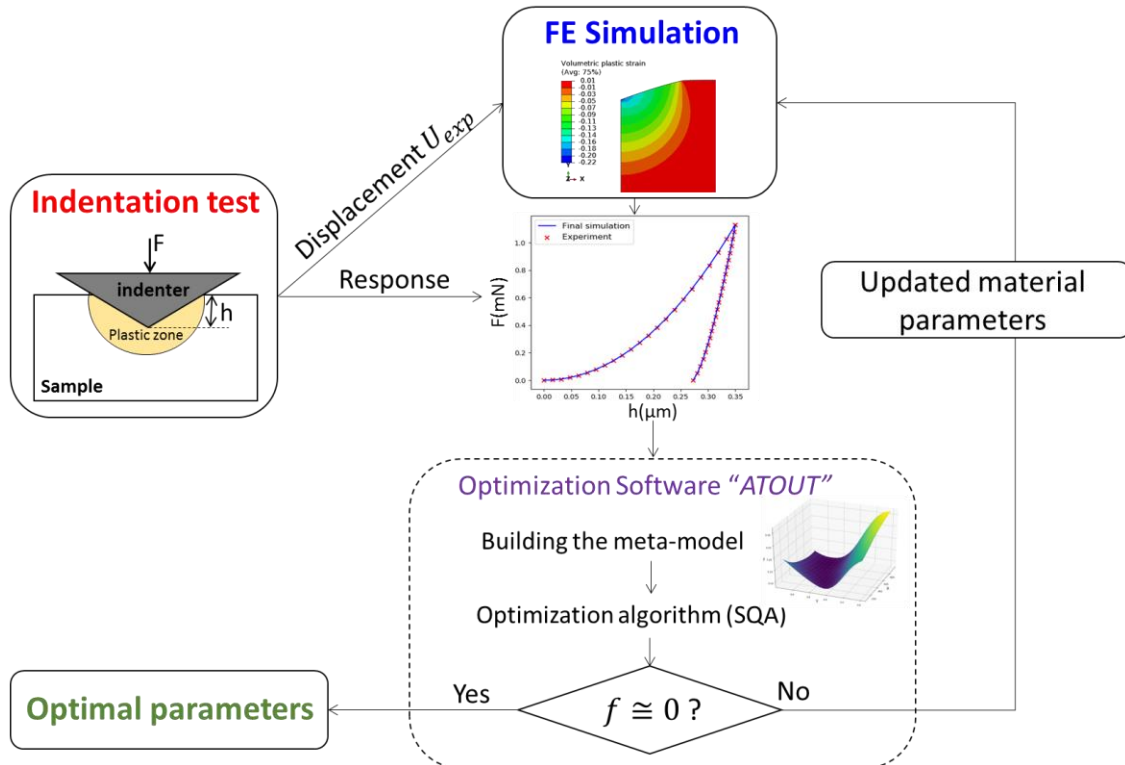 FE Simulation
Volumetric plastic strain
(Avg: 75%)
0.01
-0.01
-0.03
-0.05
-0.07
-0.09
-0.11
-0.13
-0.14
-0.16
-0.18
-0.20
-0.22
Y
Z X
Displacement U_exp
Indentation test
F
indenter
h
Plastic zone
Sample
Response
Final simulation
Experiment
F(mN)
1.0
0.8
0.6
0.4
0.2
0.0
0.00 0.05 0.10 0.15 0.20 0.25 0.30 0.35
h(μm)
Updated material
parameters
Optimization Software “ATOUT”
Building the meta-model
Optimization algorithm (SQA)
f ≅ 0 ?
Yes
No
Optimal parameters